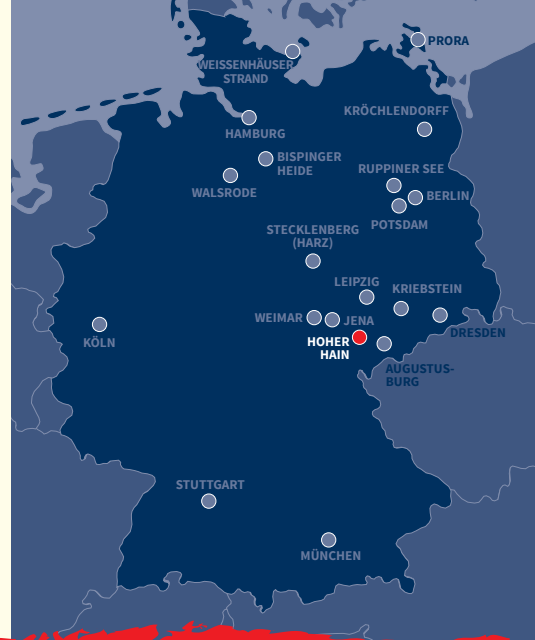 PRORA
WEISSENHÄUSER
STRAND
KRÖCHLENDORFF
HAMBURG
BISPINGER
HEIDE
RUPPINER SEE
WALSRODE
BERLIN
POTSDAM
STECKLENBERG
(HARZ)
LEIPZIG
KRIEBSTEIN
WEIMAR
JENA
DRESDEN
KÖLN
HOHER
HAIN
AUGUSTUS-
BURG
STUTTGART
MÜNCHEN